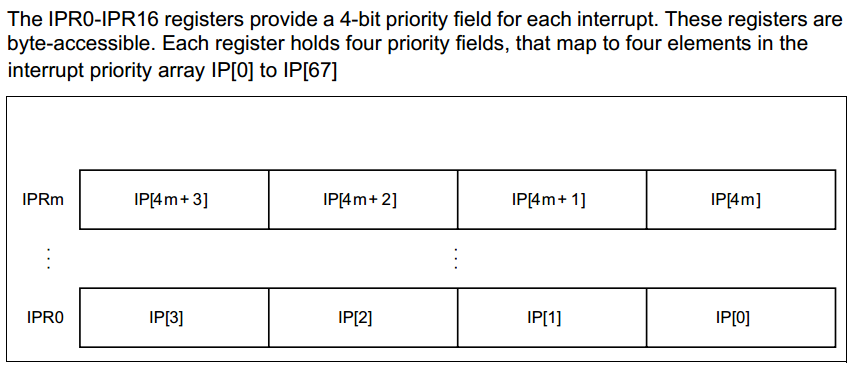 The IPR0-IPR16 registers provide a 4-bit priority field for each interrupt. These registers are
byte-accessible. Each register holds four priority fields, that map to four elements in the
interrupt priority array IP[0] to IP[67]
IPRm IP[4m+3] IP[4m+2] IP[4m+1] IP[4m]
⋮ ⋮
IPR0 IP[3] IP[2] IP[1] IP[0]